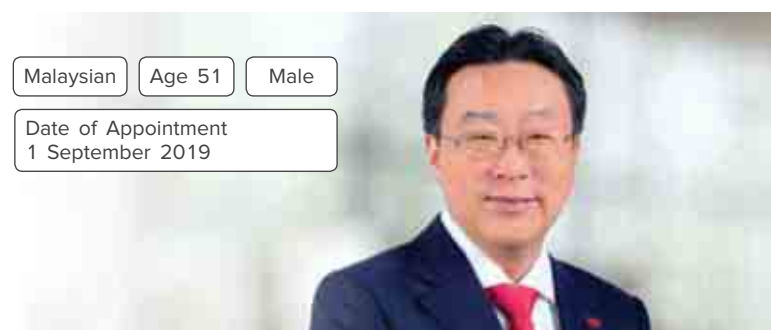 Malaysian
Age 51
Male
Date of Appointment
1 September 2019